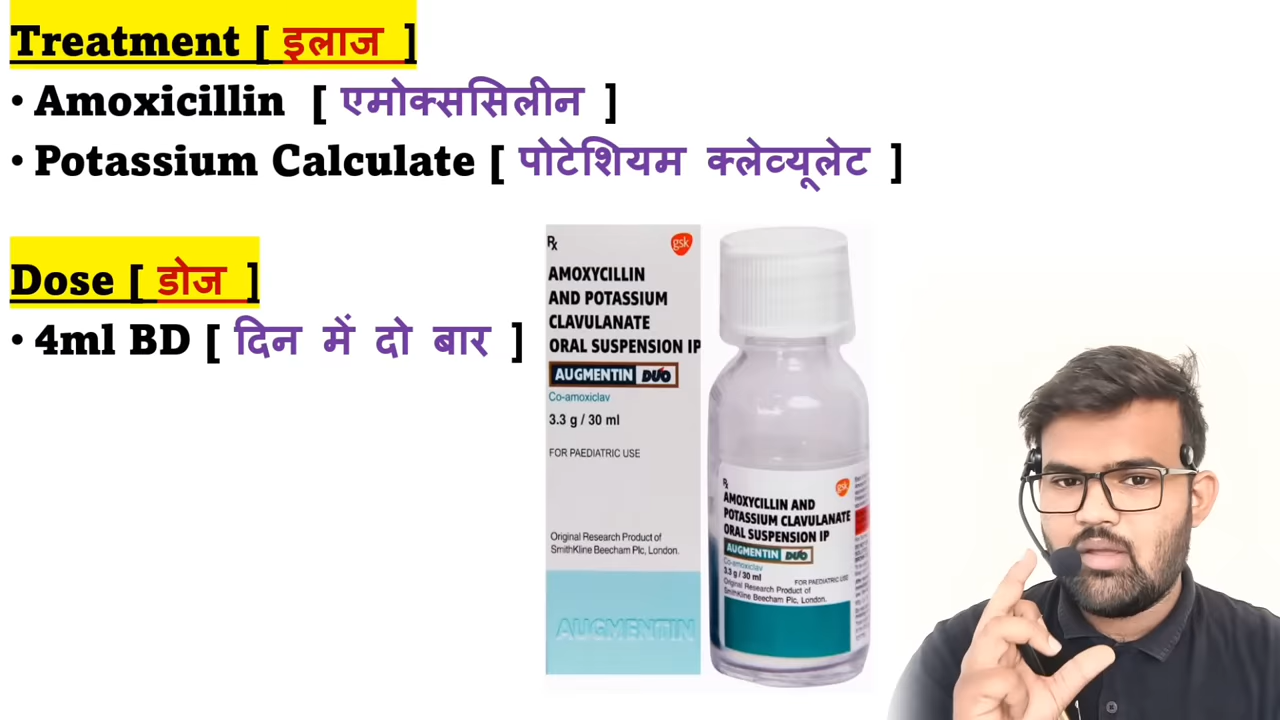 Treatment [ इलाज ]
• Amoxicillin [ एमोक्ससिलीन ]
• Potassium Calculate [ पोटेशियम क्लेव्यूलेट ]
Dose [ डोज ]
• 4ml BD [ दिन में दो बार ]
Rx
gsk
AMOXYCILLIN
AND POTASSIUM
CLAVULANATE
ORAL SUSPENSION IP
AUGMENTIN DUO
Co-amoxiclav
3.3 g / 30 ml
FOR PAEDIATRIC USE
Original Research Product of
SmithKline Beecham Plc, London.
AUGMENTIN
Rx
gsk
AMOXYCILLIN AND
POTASSIUM CLAVULANATE
ORAL SUSPENSION IP
AUGMENTIN DUO
Co-amoxiclav
3.3 g / 30 ml
FOR PAEDIATRIC USE
Original Research Product of
SmithKline Beecham Plc, London.